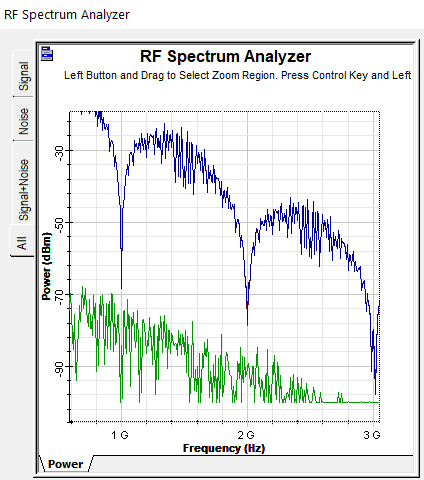 RF Spectrum Analyzer
RF Spectrum Analyzer
Left Button and Drag to Select Zoom Region. Press Control Key and Left
Signal
Noise
Signal+Noise
All
Power (dBm)
-30
-50
-70
-90
1 G
2 G
3 G
Frequency (Hz)
Power